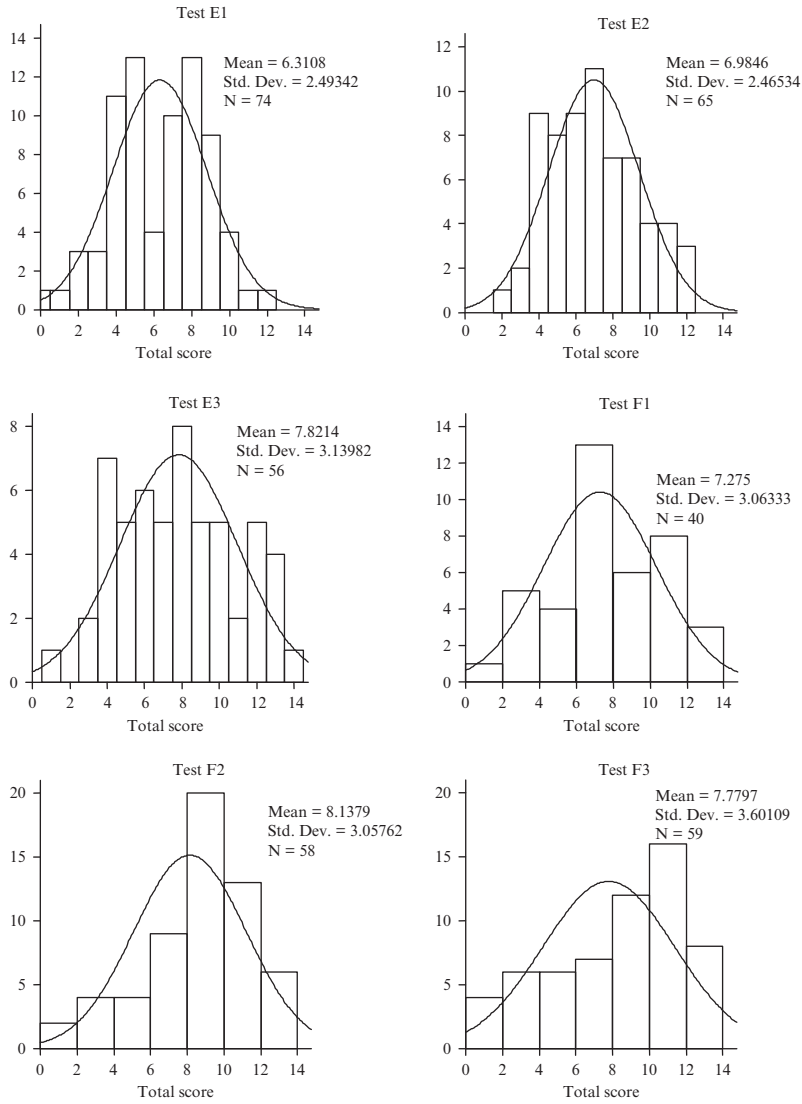 Test E1
14
12
10
8
6
4
2
0
Mean = 6.3108
Std. Dev. = 2.49342
N = 74
0 2 4 6 8 10 12 14
Total score
Test E2
12
10
8
6
4
2
0
Mean = 6.9846
Std. Dev. = 2.46534
N = 65
0 2 4 6 8 10 12 14
Total score
Test E3
8
6
4
2
0
Mean = 7.8214
Std. Dev. = 3.13982
N = 56
0 2 4 6 8 10 12 14
Total score
Test F1
14
12
10
8
6
4
2
0
Mean = 7.275
Std. Dev. = 3.06333
N = 40
0 2 4 6 8 10 12 14
Total score
Test F2
20
15
10
5
0
Mean = 8.1379
Std. Dev. = 3.05762
N = 58
0 2 4 6 8 10 12 14
Total score
Test F3
20
15
10
5
0
Mean = 7.7797
Std. Dev. = 3.60109
N = 59
0 2 4 6 8 10 12 14
Total score